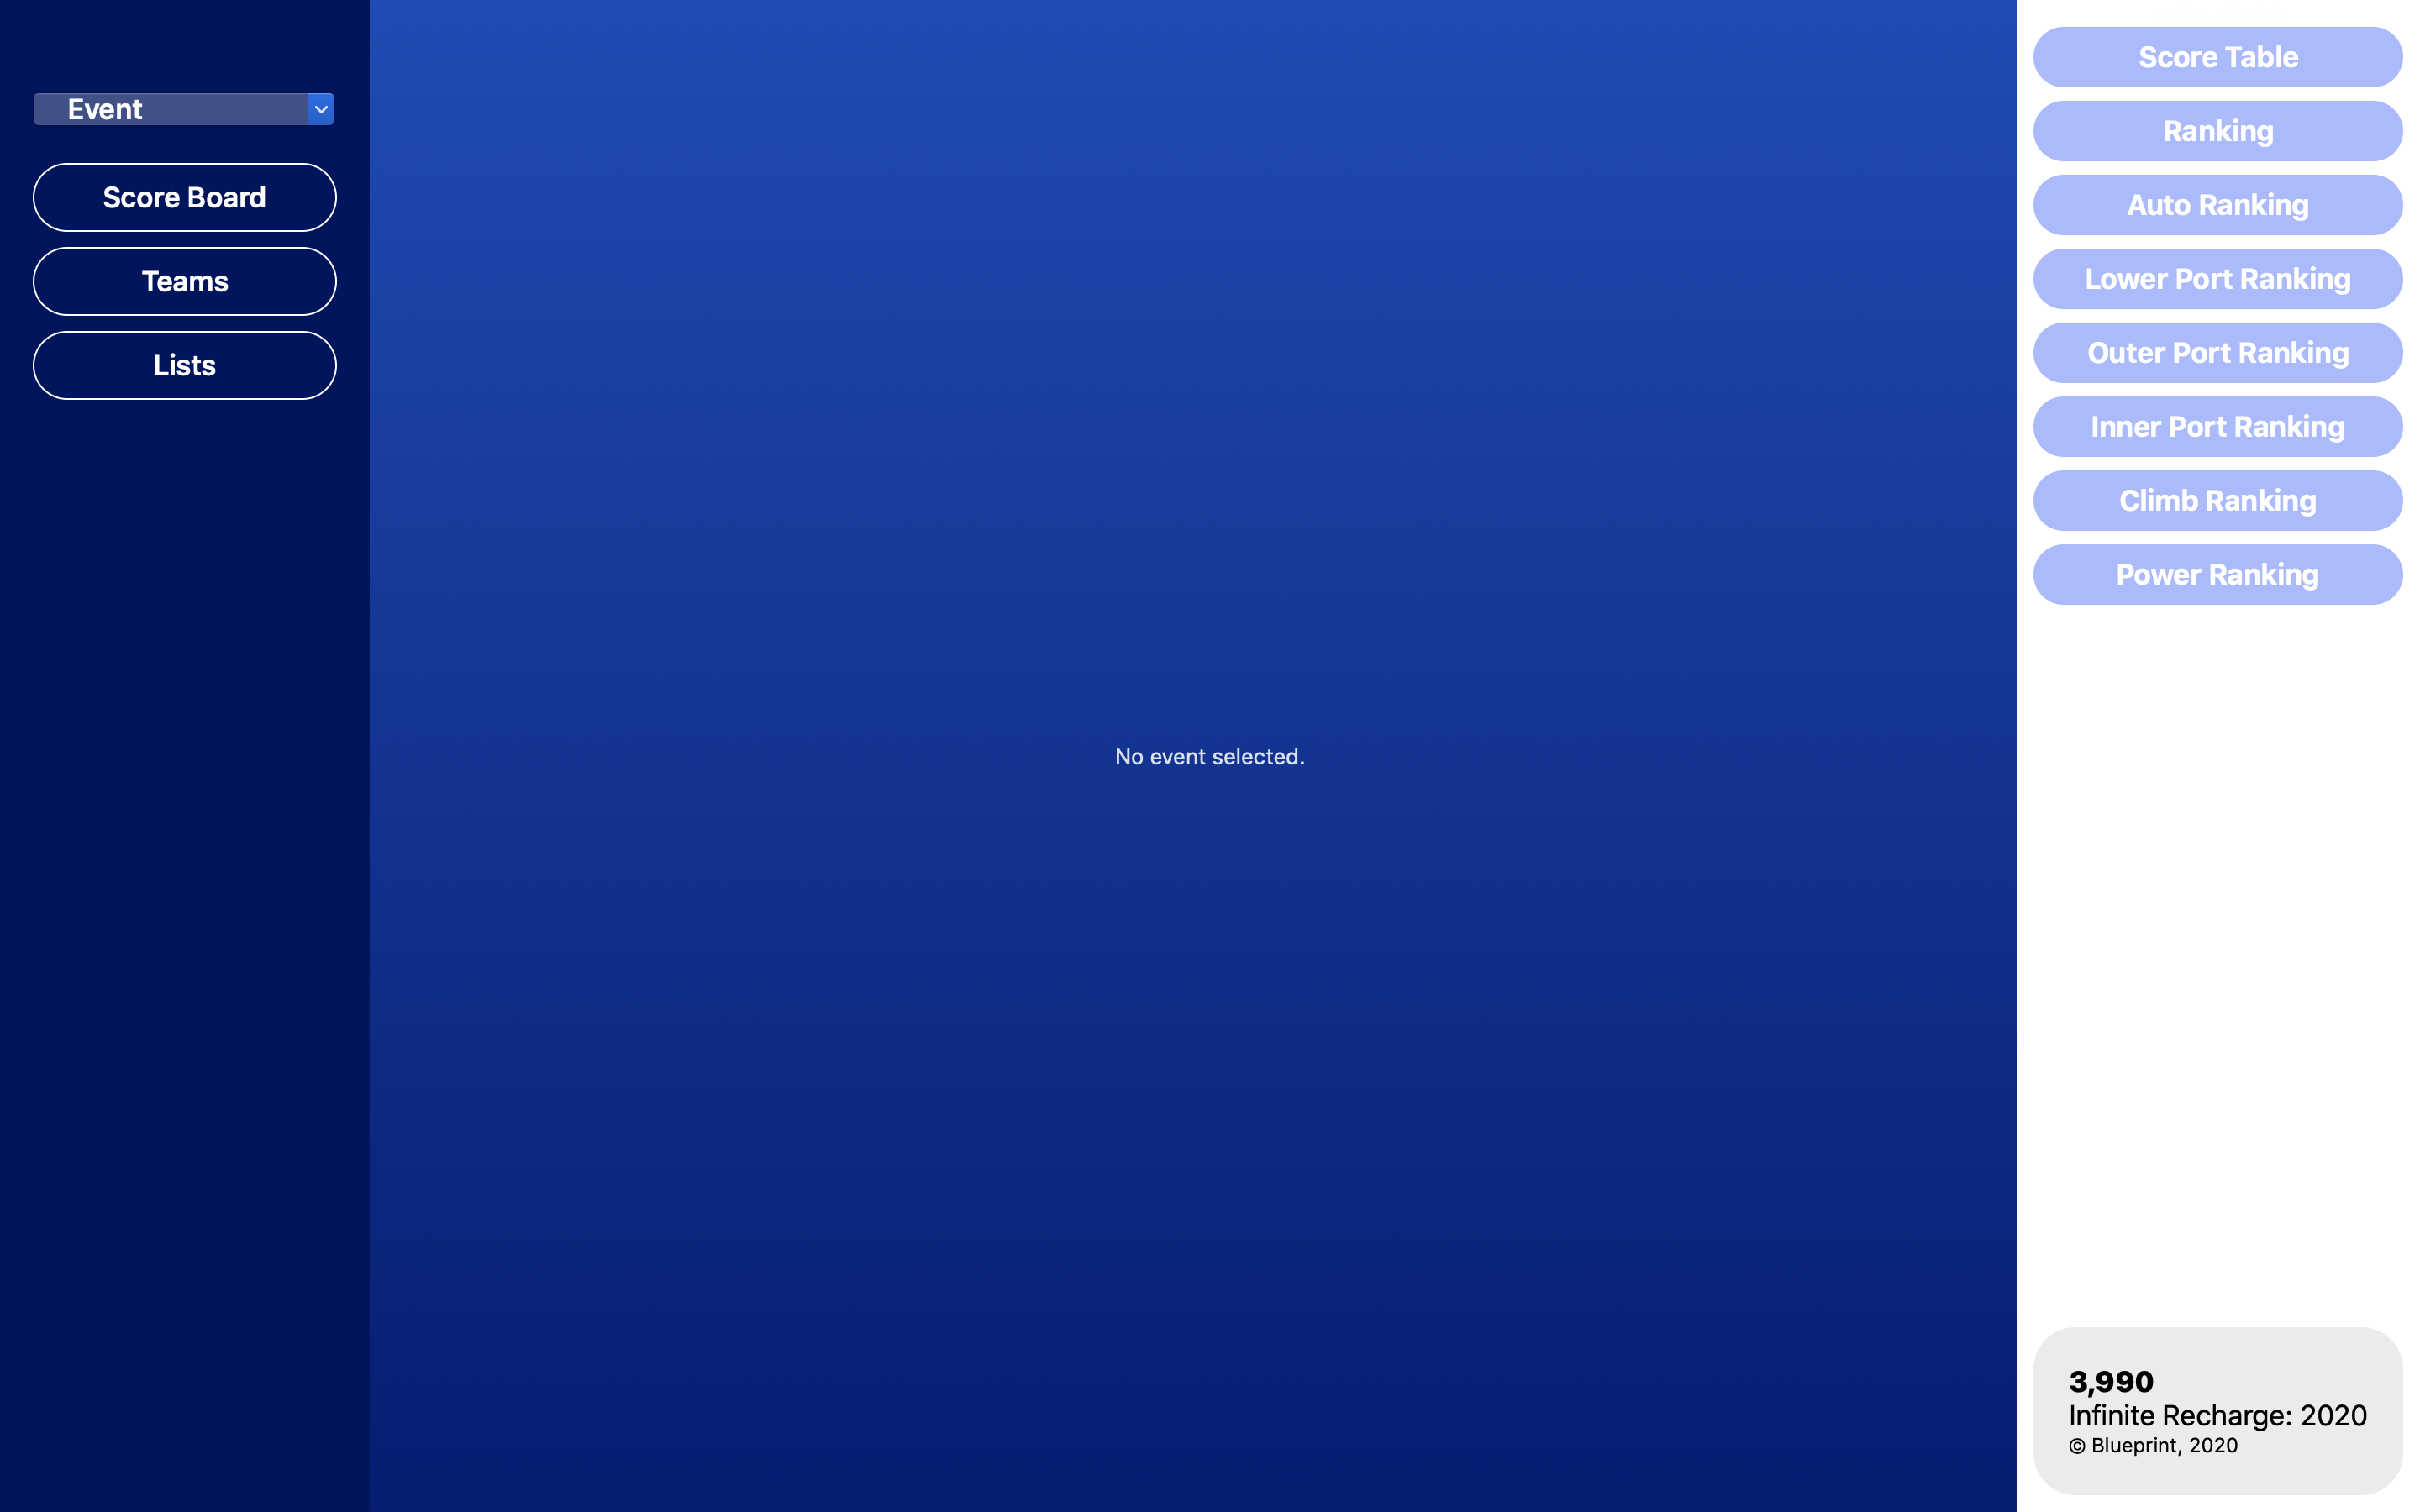 Event
Score Board
Teams
Lists
No event selected.
Score Table
Ranking
Auto Ranking
Lower Port Ranking
Outer Port Ranking
Inner Port Ranking
Climb Ranking
Power Ranking
3,990
Infinite Recharge: 2020
© Blueprint, 2020